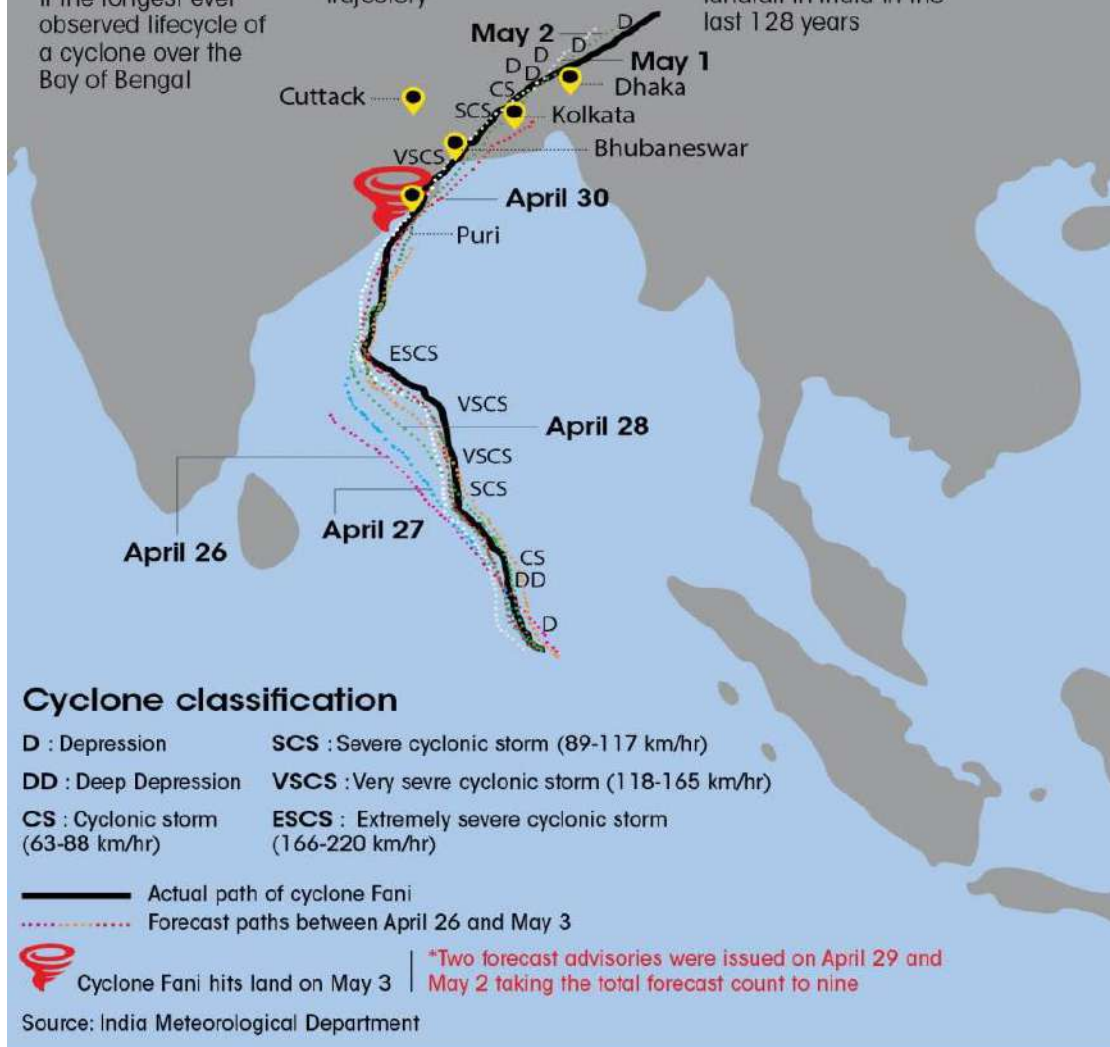 observed lifecycle of
a cyclone over the
Bay of Bengal
last 128 years
May 2
D
D
D
May 1
D
D
Dhaka
CS
Cuttack
SCS
Kolkata
Bhubaneswar
VSCS
April 30
Puri
ESCS
VSCS
April 28
VSCS
SCS
April 27
April 26
CS
DD
D
Cyclone classification
D : Depression
SCS : Severe cyclonic storm (89-117 km/hr)
DD : Deep Depression
VSCS : Very sevre cyclonic storm (118-165 km/hr)
CS : Cyclonic storm
(63-88 km/hr)
ESCS : Extremely severe cyclonic storm
(166-220 km/hr)
Actual path of cyclone Fani
Forecast paths between April 26 and May 3
Cyclone Fani hits land on May 3
*Two forecast advisories were issued on April 29 and
May 2 taking the total forecast count to nine
Source: India Meteorological Department